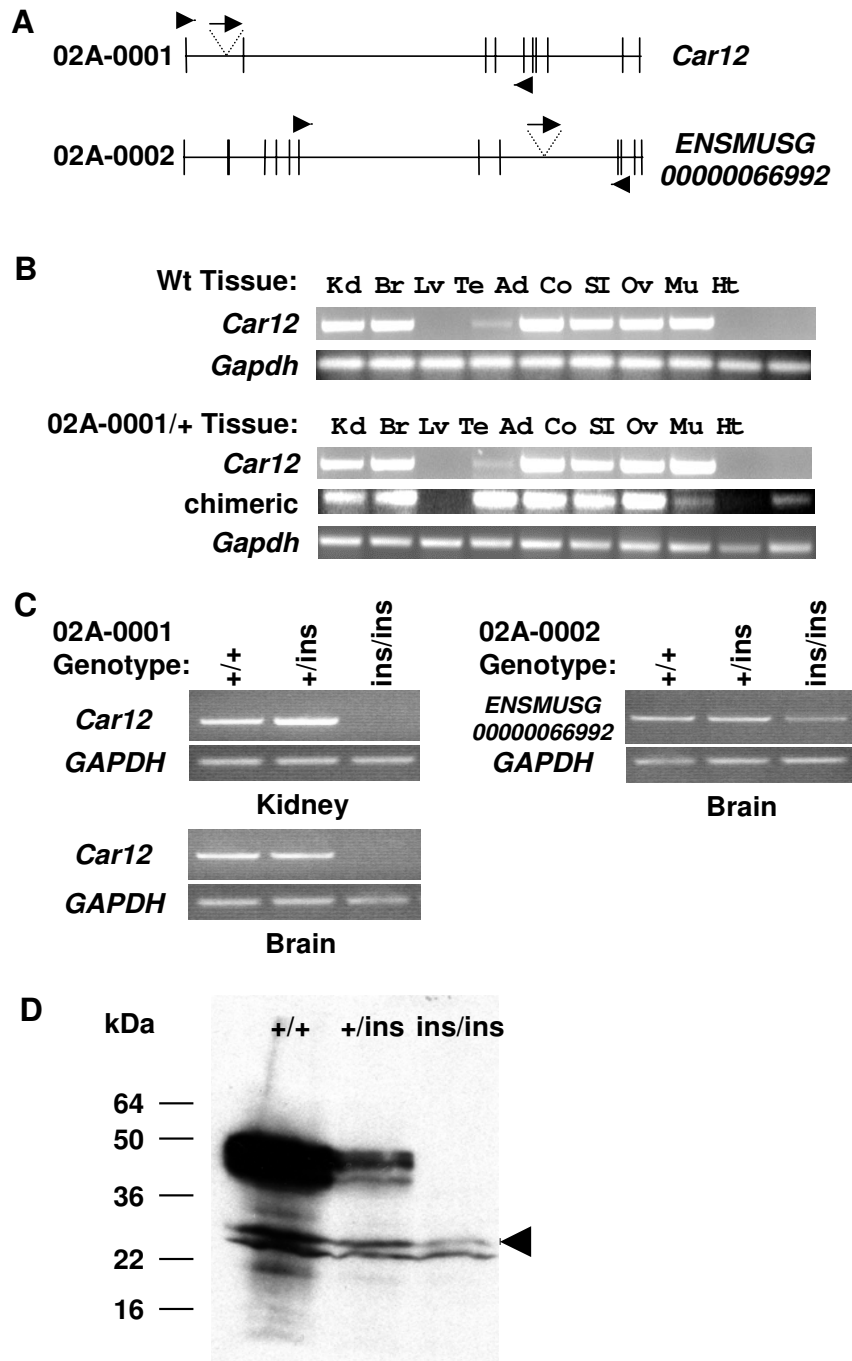 A
02A-0001 Car12
02A-0002 ENSMUSG
00000066992
B
Wt Tissue: Kd Br Lv Te Ad Co SI Ov Mu Ht
Car12
Gapdh
02A-0001/+ Tissue: Kd Br Lv Te Ad Co SI Ov Mu Ht
Car12
chimeric
Gapdh
C
02A-0001
Genotype: +/+ +/ins ins/ins
Car12
GAPDH
Kidney
Car12
GAPDH
Brain
02A-0002
Genotype: +/+ +/ins ins/ins
ENSMUSG
00000066992
GAPDH
Brain
D
kDa +/+ +/ins ins/ins
64
50
36
22
16